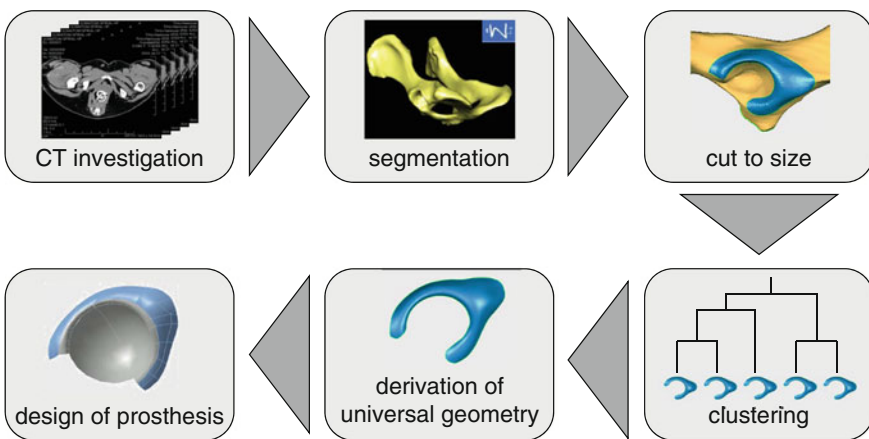 CT investigation
segmentation
cut to size
clustering
derivation of
universal geometry
design of prosthesis